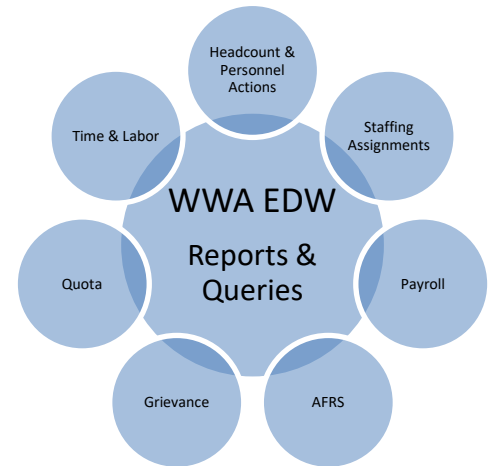 Headcount &
Personnel
Actions
Staffing
Assignments
Time & Labor
WWA EDW
Reports &
Queries
Quota
Payroll
Grievance
AFRS